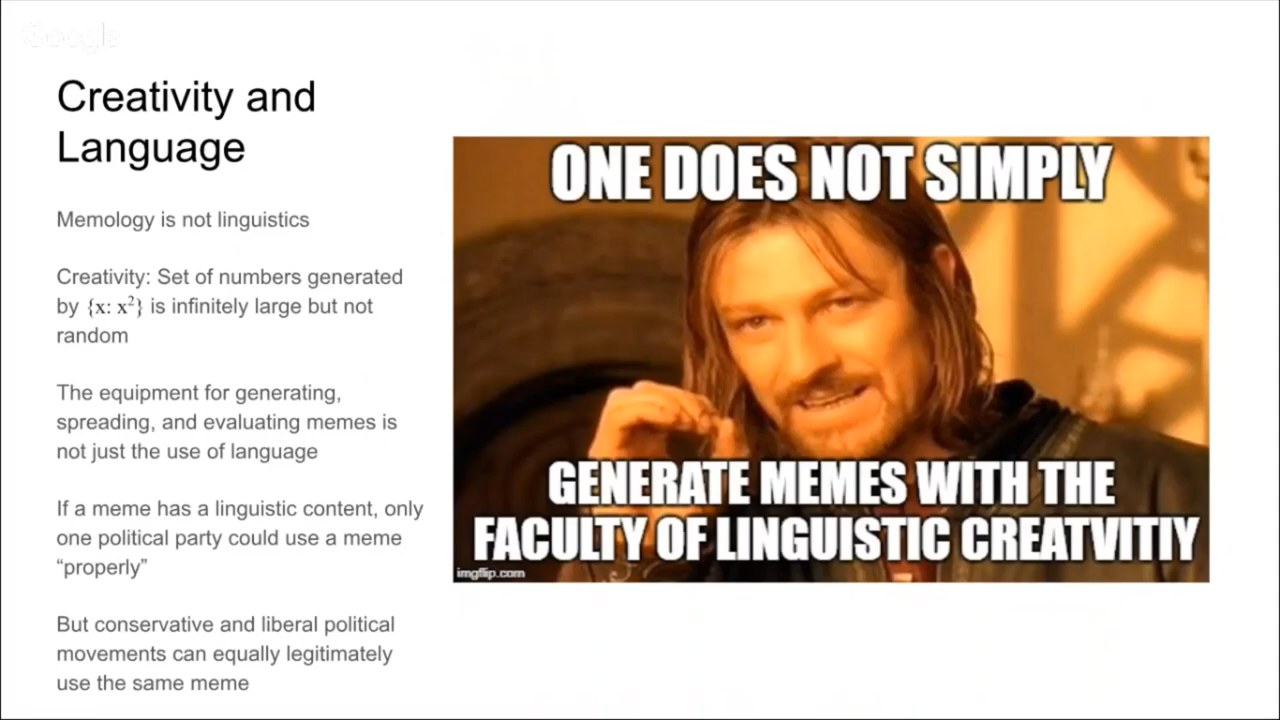 Google
Creativity and
Language
Memology is not linguistics
Creativity: Set of numbers generated
by {x: x²} is infinitely large but not
random
The equipment for generating,
spreading, and evaluating memes is
not just the use of language
If a meme has a linguistic content, only
one political party could use a meme
“properly”
But conservative and liberal political
movements can equally legitimately
use the same meme
ONE DOES NOT SIMPLY
GENERATE MEMES WITH THE
FACULTY OF LINGUISTIC CREATVITIY
imgflip.com